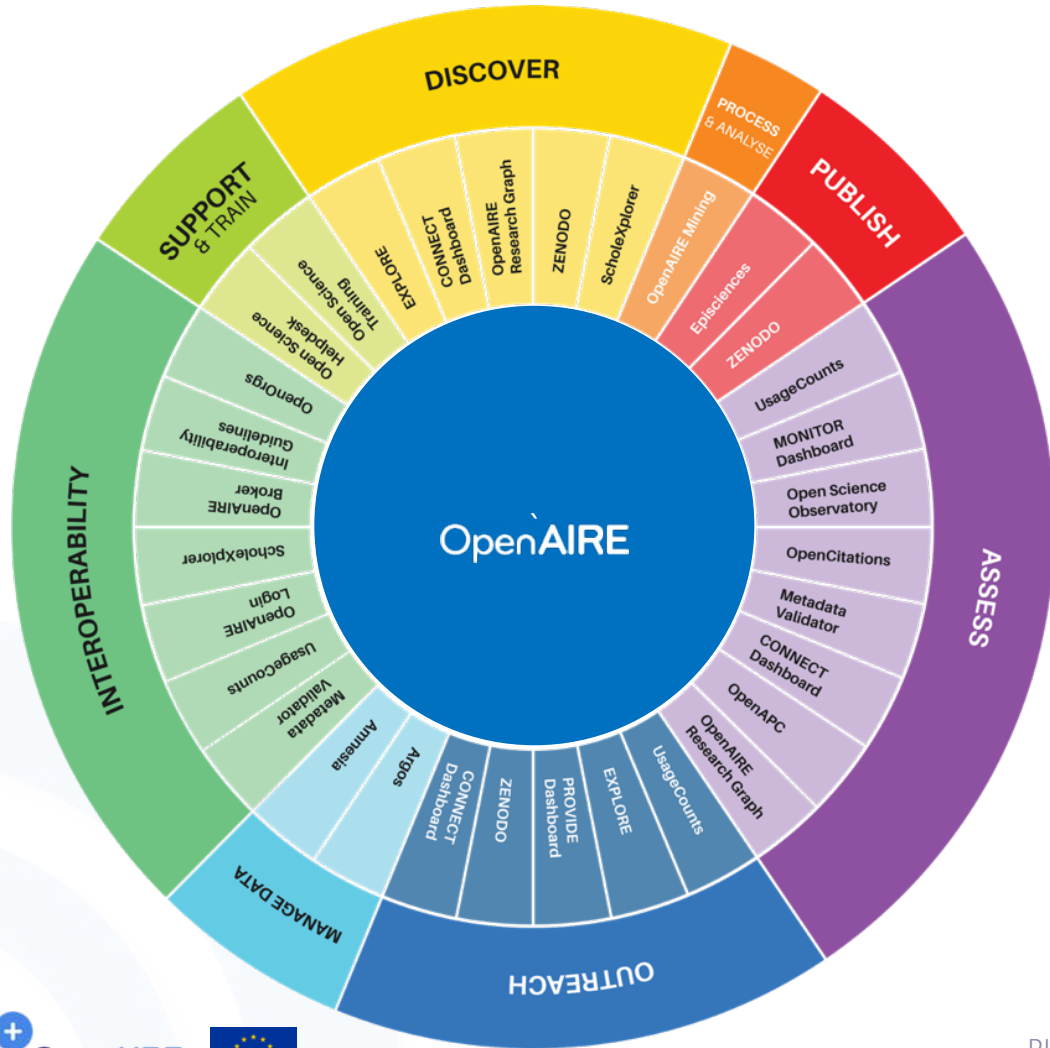 DISCOVER
EXPLORE
CONNECT
Dashboard
OpenAIRE
Research Graph
ZENODO
ScholeXplorer
PROCESS
& ANALYSE
OpenAIRE Mining
PUBLISH
Episciences
ZENODO
ASSESS
UsageCounts
MONITOR
Dashboard
Open Science
Observatory
OpenCitations
Metadata
Validator
CONNECT
Dashboard
OpenAPC
OpenAIRE
Research Graph
OUTREACH
UsageCounts
EXPLORE
PROVIDE
Dashboard
ZENODO
CONNECT
Dashboard
MANAGE DATA
Argos
Amnesia
INTEROPERABILITY
Metadata
Validator
UsageCounts
OpenAIRE
Login
ScholeXplorer
OpenAIRE
Broker
Interoperability
Guidelines
OpenOrgs
SUPPORT
& TRAIN
Open Science
Helpdesk
Open Science
Training
OpenAIRE